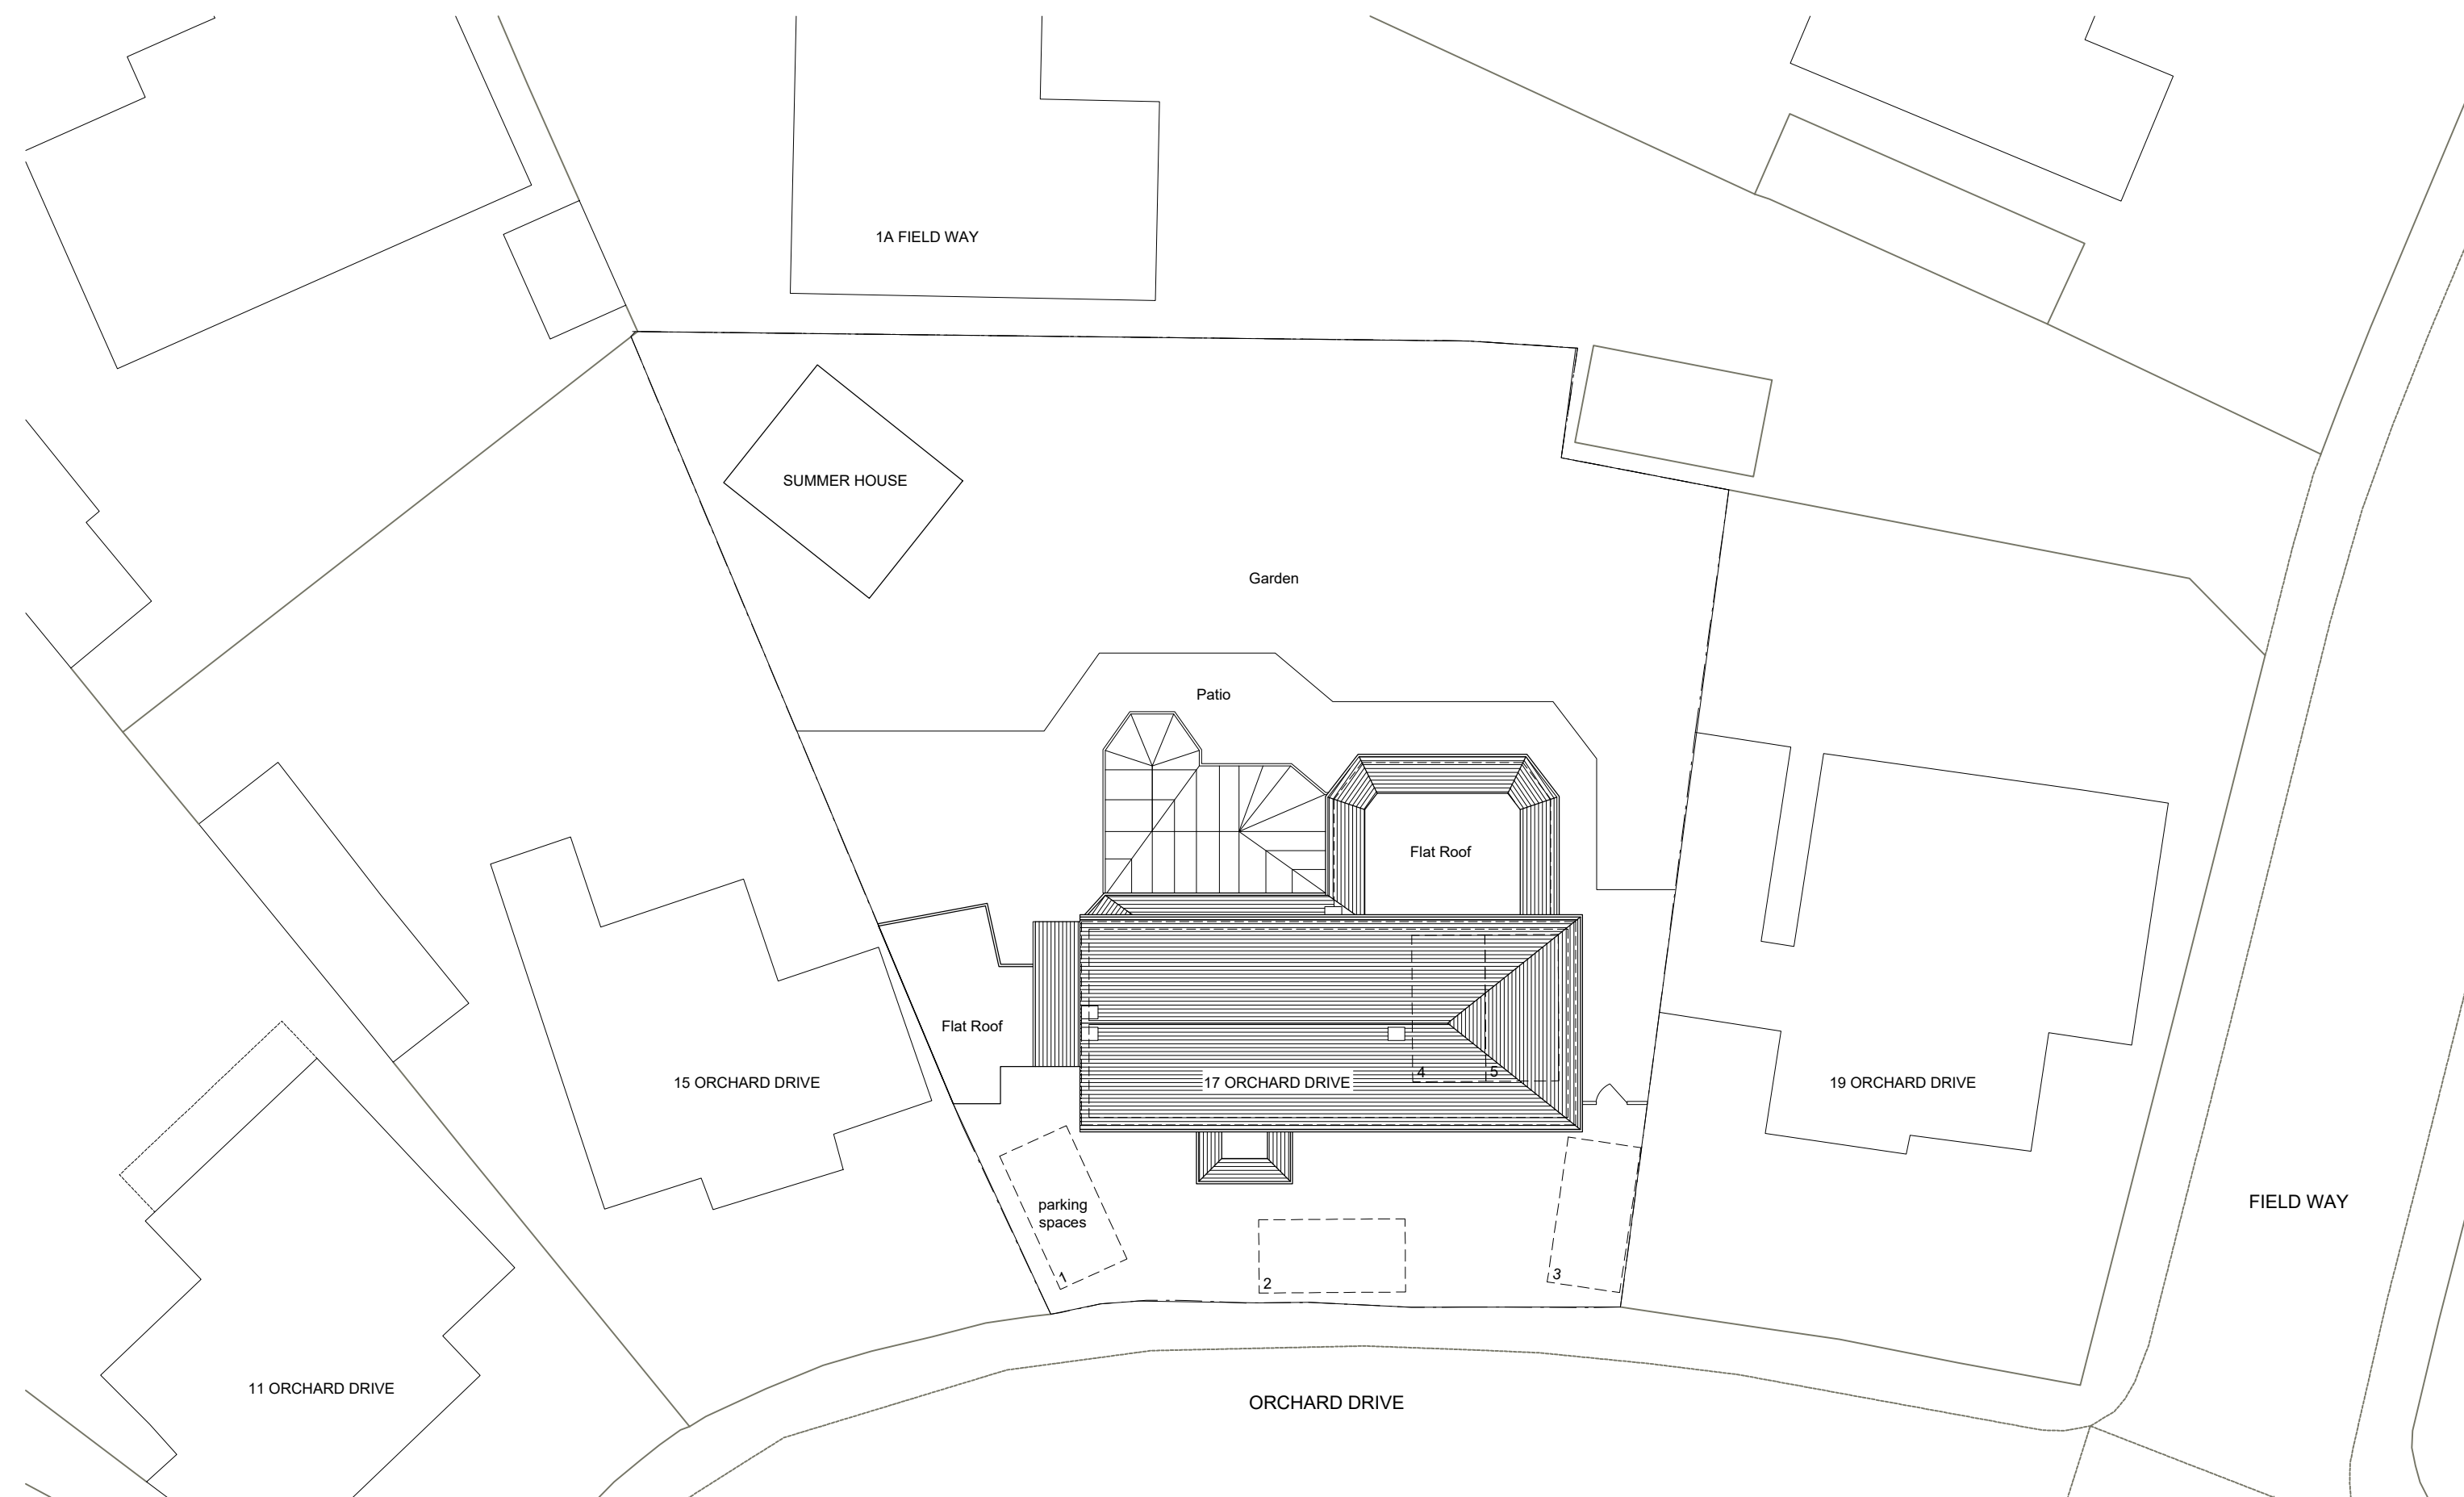 1A FIELD WAY
SUMMER HOUSE
Garden
Patio
Flat Roof
Flat Roof
15 ORCHARD DRIVE
17 ORCHARD DRIVE
4
5
19 ORCHARD DRIVE
parking
spaces
FIELD WAY
1
2
3
11 ORCHARD DRIVE
ORCHARD DRIVE